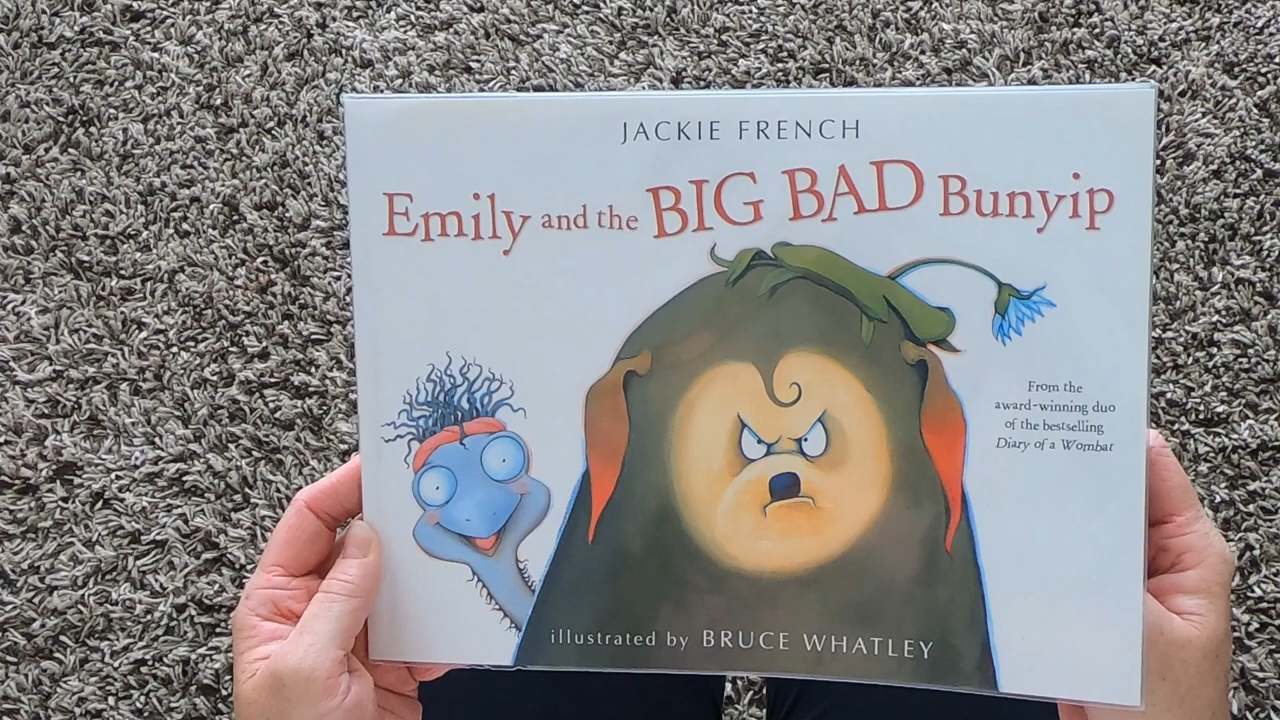 JACKIE FRENCH
Emily and the BIG BAD Bunyip
From the
award-winning duo
of the bestselling
Diary of a Wombat
illustrated by BRUCE WHATLEY